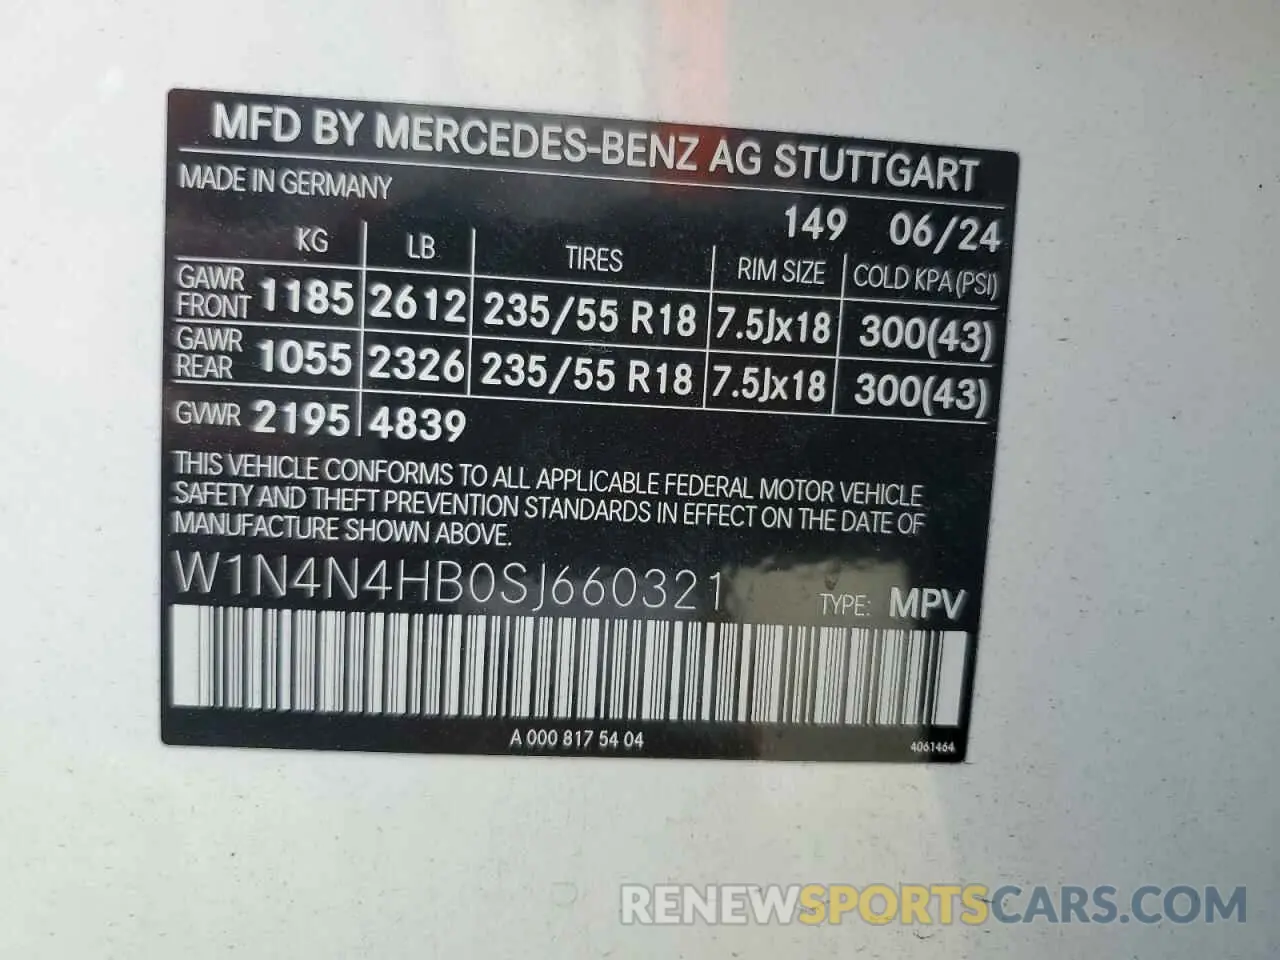 MFD BY MERCEDES-BENZ AG STUTTGART
MADE IN GERMANY
149 06/24
KG LB TIRES RIM SIZE COLD KPA (PSI)
GAWR FRONT 1185 2612 235/55 R18 7.5Jx18 300(43)
GAWR REAR 1055 2326 235/55 R18 7.5Jx18 300(43)
GVWR 2195 4839
THIS VEHICLE CONFORMS TO ALL APPLICABLE FEDERAL MOTOR VEHICLE
SAFETY AND THEFT PREVENTION STANDARDS IN EFFECT ON THE DATE OF
MANUFACTURE SHOWN ABOVE.
W1N4N4HB0SJ660321 TYPE: MPV
A 000 817 54 04
4061464
RENEWSPORTSCARS.COM